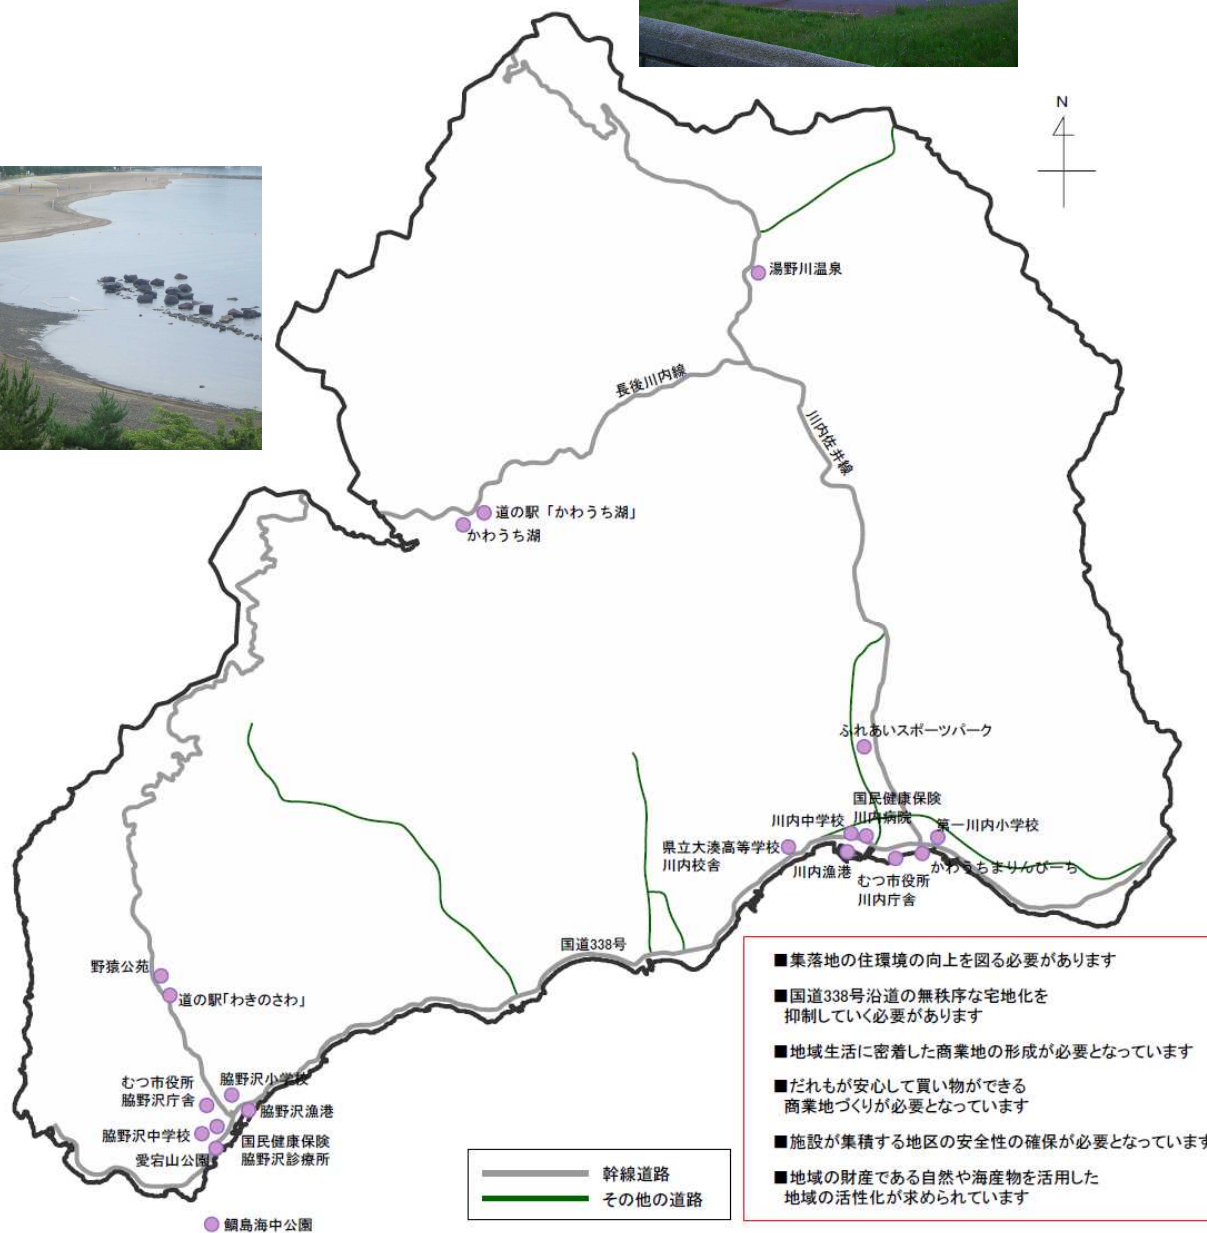 N
湯野川温泉
長後川内線
川内佐井線
道の駅「かわうち湖」
かわうち湖
ふれあいスポーツパーク
国民健康保険
川内病院
川内中学校
第一川内小学校
県立大湊高等学校
川内校舎
川内漁港
かわうちまりんびーち
むつ市役所
川内庁舎
国道338号
野猿公苑
道の駅「わきのさわ」
むつ市役所
脇野沢庁舎
脇野沢小学校
脇野沢漁港
脇野沢中学校
国民健康保険
脇野沢診療所
愛宕山公園
鯛島海中公園
幹線道路
その他の道路
■集落地の住環境の向上を図る必要があります
■国道338号沿道の無秩序な宅地化を
抑制していく必要があります
■地域生活に密着した商業地の形成が必要となっています
■だれもが安心して買い物ができる
商業地づくりが必要となっています
■施設が集積する地区の安全性の確保が必要となっています
■地域の財産である自然や海産物を活用した
地域の活性化が求められています